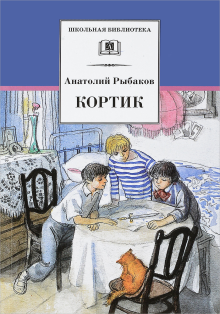 ШКОЛЬНАЯ БИБЛИОТЕКА
Анатолий Рыбаков
КОРТИК